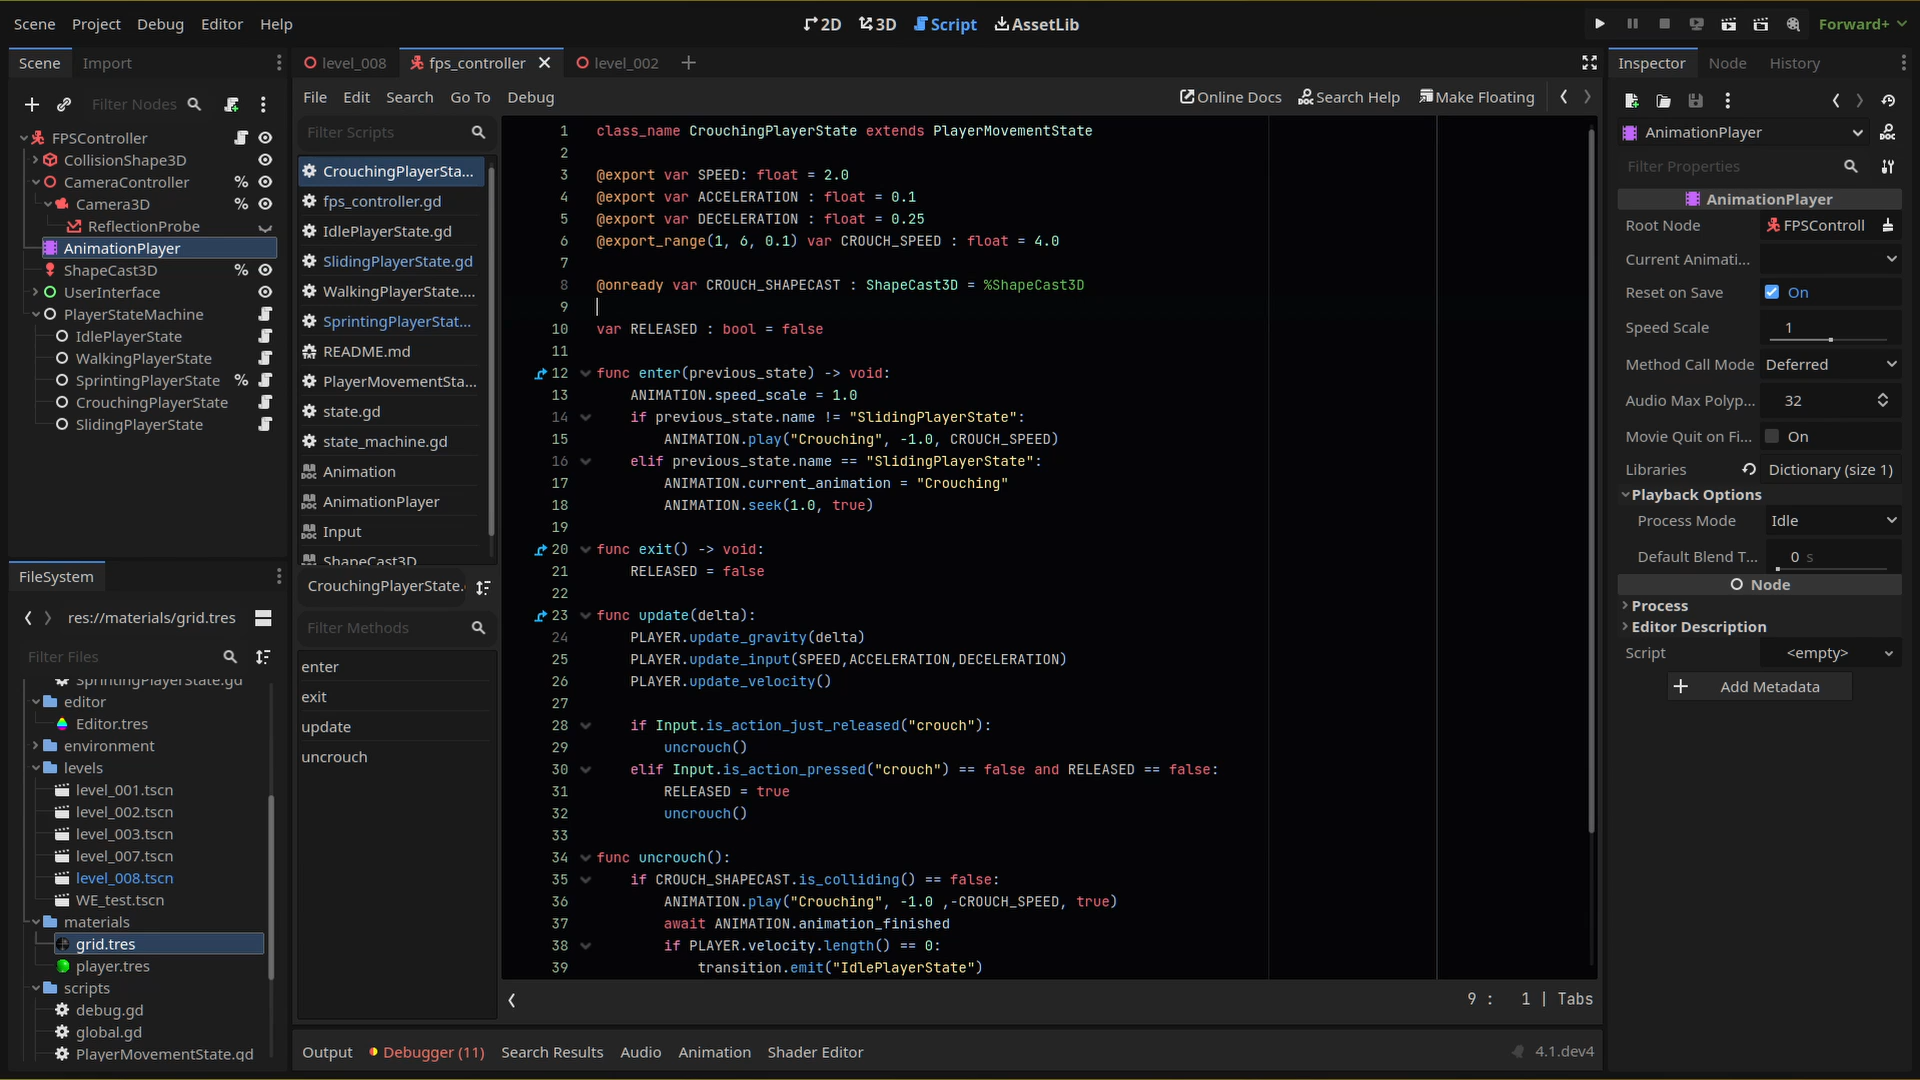 Scene Project Debug Editor Help
2D 3D Script AssetLib
Forward+
Scene Import
Filter Nodes
FPSController
CollisionShape3D
CameraController
Camera3D
ReflectionProbe
AnimationPlayer
ShapeCast3D
UserInterface
PlayerStateMachine
IdlePlayerState
WalkingPlayerState
SprintingPlayerState
CrouchingPlayerState
SlidingPlayerState
FileSystem
res://materials/grid.tres
Filter Files
SprintingPlayerState.gd
editor
Editor.tres
environment
levels
level_001.tscn
level_002.tscn
level_003.tscn
level_007.tscn
level_008.tscn
WE_test.tscn
materials
grid.tres
player.tres
scripts
debug.gd
global.gd
PlayerMovementState.gd
level_008 fps_controller level_002
File Edit Search Go To Debug
Online Docs Search Help Make Floating
Filter Scripts
CrouchingPlayerSta...
fps_controller.gd
IdlePlayerState.gd
SlidingPlayerState.gd
WalkingPlayerState....
SprintingPlayerStat...
README.md
PlayerMovementSta...
state.gd
state_machine.gd
Animation
AnimationPlayer
Input
ShapeCast3D
CrouchingPlayerState.
Filter Methods
enter
exit
update
uncrouch
1 class_name CrouchingPlayerState extends PlayerMovementState
2
3 @export var SPEED: float = 2.0
4 @export var ACCELERATION : float = 0.1
5 @export var DECELERATION : float = 0.25
6 @export_range(1, 6, 0.1) var CROUCH_SPEED : float = 4.0
7
8 @onready var CROUCH_SHAPECAST : ShapeCast3D = %ShapeCast3D
9
10 var RELEASED : bool = false
11
12 func enter(previous_state) -> void:
13 ANIMATION.speed_scale = 1.0
14 if previous_state.name != "SlidingPlayerState":
15 ANIMATION.play("Crouching", -1.0, CROUCH_SPEED)
16 elif previous_state.name == "SlidingPlayerState":
17 ANIMATION.current_animation = "Crouching"
18 ANIMATION.seek(1.0, true)
19
20 func exit() -> void:
21 RELEASED = false
22
23 func update(delta):
24 PLAYER.update_gravity(delta)
25 PLAYER.update_input(SPEED,ACCELERATION,DECELERATION)
26 PLAYER.update_velocity()
27
28 if Input.is_action_just_released("crouch"):
29 uncrouch()
30 elif Input.is_action_pressed("crouch") == false and RELEASED == false:
31 RELEASED = true
32 uncrouch()
33
34 func uncrouch():
35 if CROUCH_SHAPECAST.is_colliding() == false:
36 ANIMATION.play("Crouching", -1.0 ,-CROUCH_SPEED, true)
37 await ANIMATION.animation_finished
38 if PLAYER.velocity.length() == 0:
39 transition.emit("IdlePlayerState")
9 : 1 | Tabs
Output Debugger (11) Search Results Audio Animation Shader Editor
4.1.dev4
Inspector Node History
AnimationPlayer
Filter Properties
AnimationPlayer
Root Node FPSControll
Current Animati...
Reset on Save On
Speed Scale 1
Method Call Mode Deferred
Audio Max Polyp... 32
Movie Quit on Fi... On
Libraries Dictionary (size 1)
Playback Options
Process Mode Idle
Default Blend T... 0 s
Node
Process
Editor Description
Script <empty>
Add Metadata